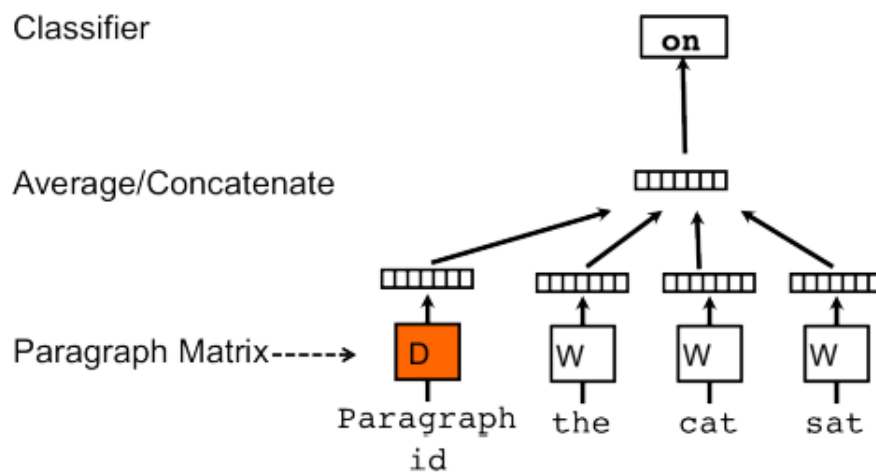 Classifier
on
Average/Concatenate
Paragraph Matrix
D
W
W
W
Paragraph
id
the
cat
sat